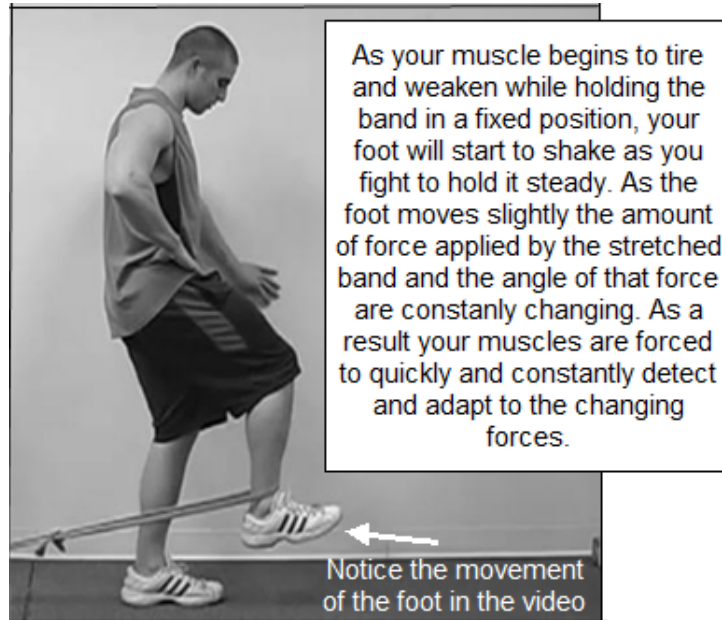 As your muscle begins to tire
and weaken while holding the
band in a fixed position, your
foot will start to shake as you
fight to hold it steady. As the
foot moves slightly the amount
of force applied by the stretched
band and the angle of that force
are constanly changing. As a
result your muscles are forced
to quickly and constantly detect
and adapt to the changing
forces.
Notice the movement
of the foot in the video